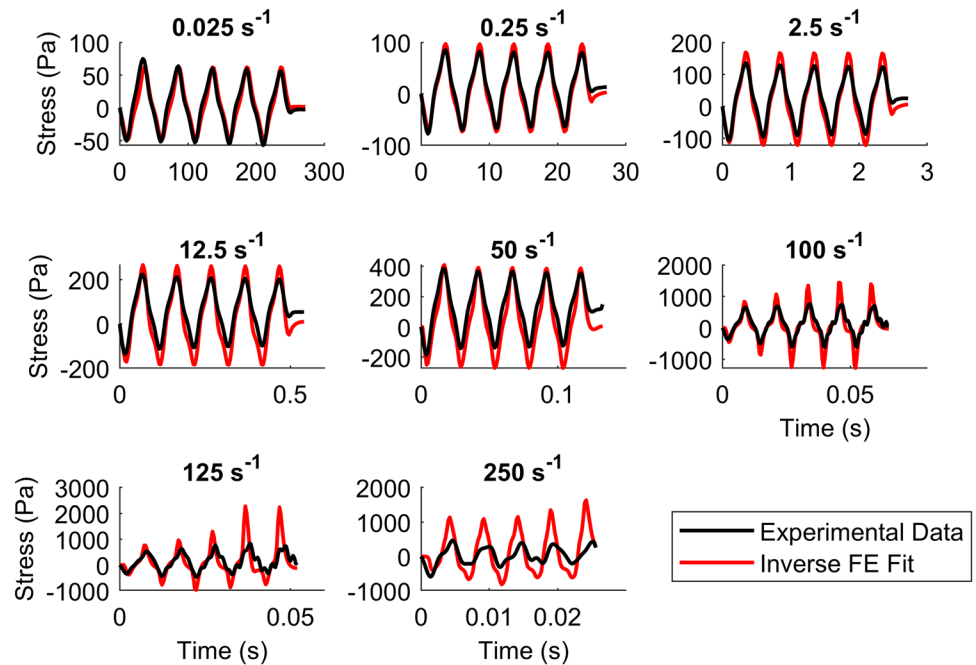 0.025 s⁻¹ 0.25 s⁻¹ 2.5 s⁻¹
Stress (Pa)
100
50
0
-50
0 100 200 300
100
0
-100
0 10 20 30
200
100
0
-100
0 1 2 3
12.5 s⁻¹ 50 s⁻¹ 100 s⁻¹
Stress (Pa)
200
0
-200
0 0.5
400
200
0
-200
0 0.1
2000
1000
0
-1000
0 0.05
Time (s)
125 s⁻¹ 250 s⁻¹
Stress (Pa)
3000
2000
1000
0
-1000
0 0.05
Time (s)
2000
1000
0
-1000
0 0.01 0.02
Time (s)
Experimental Data
Inverse FE Fit